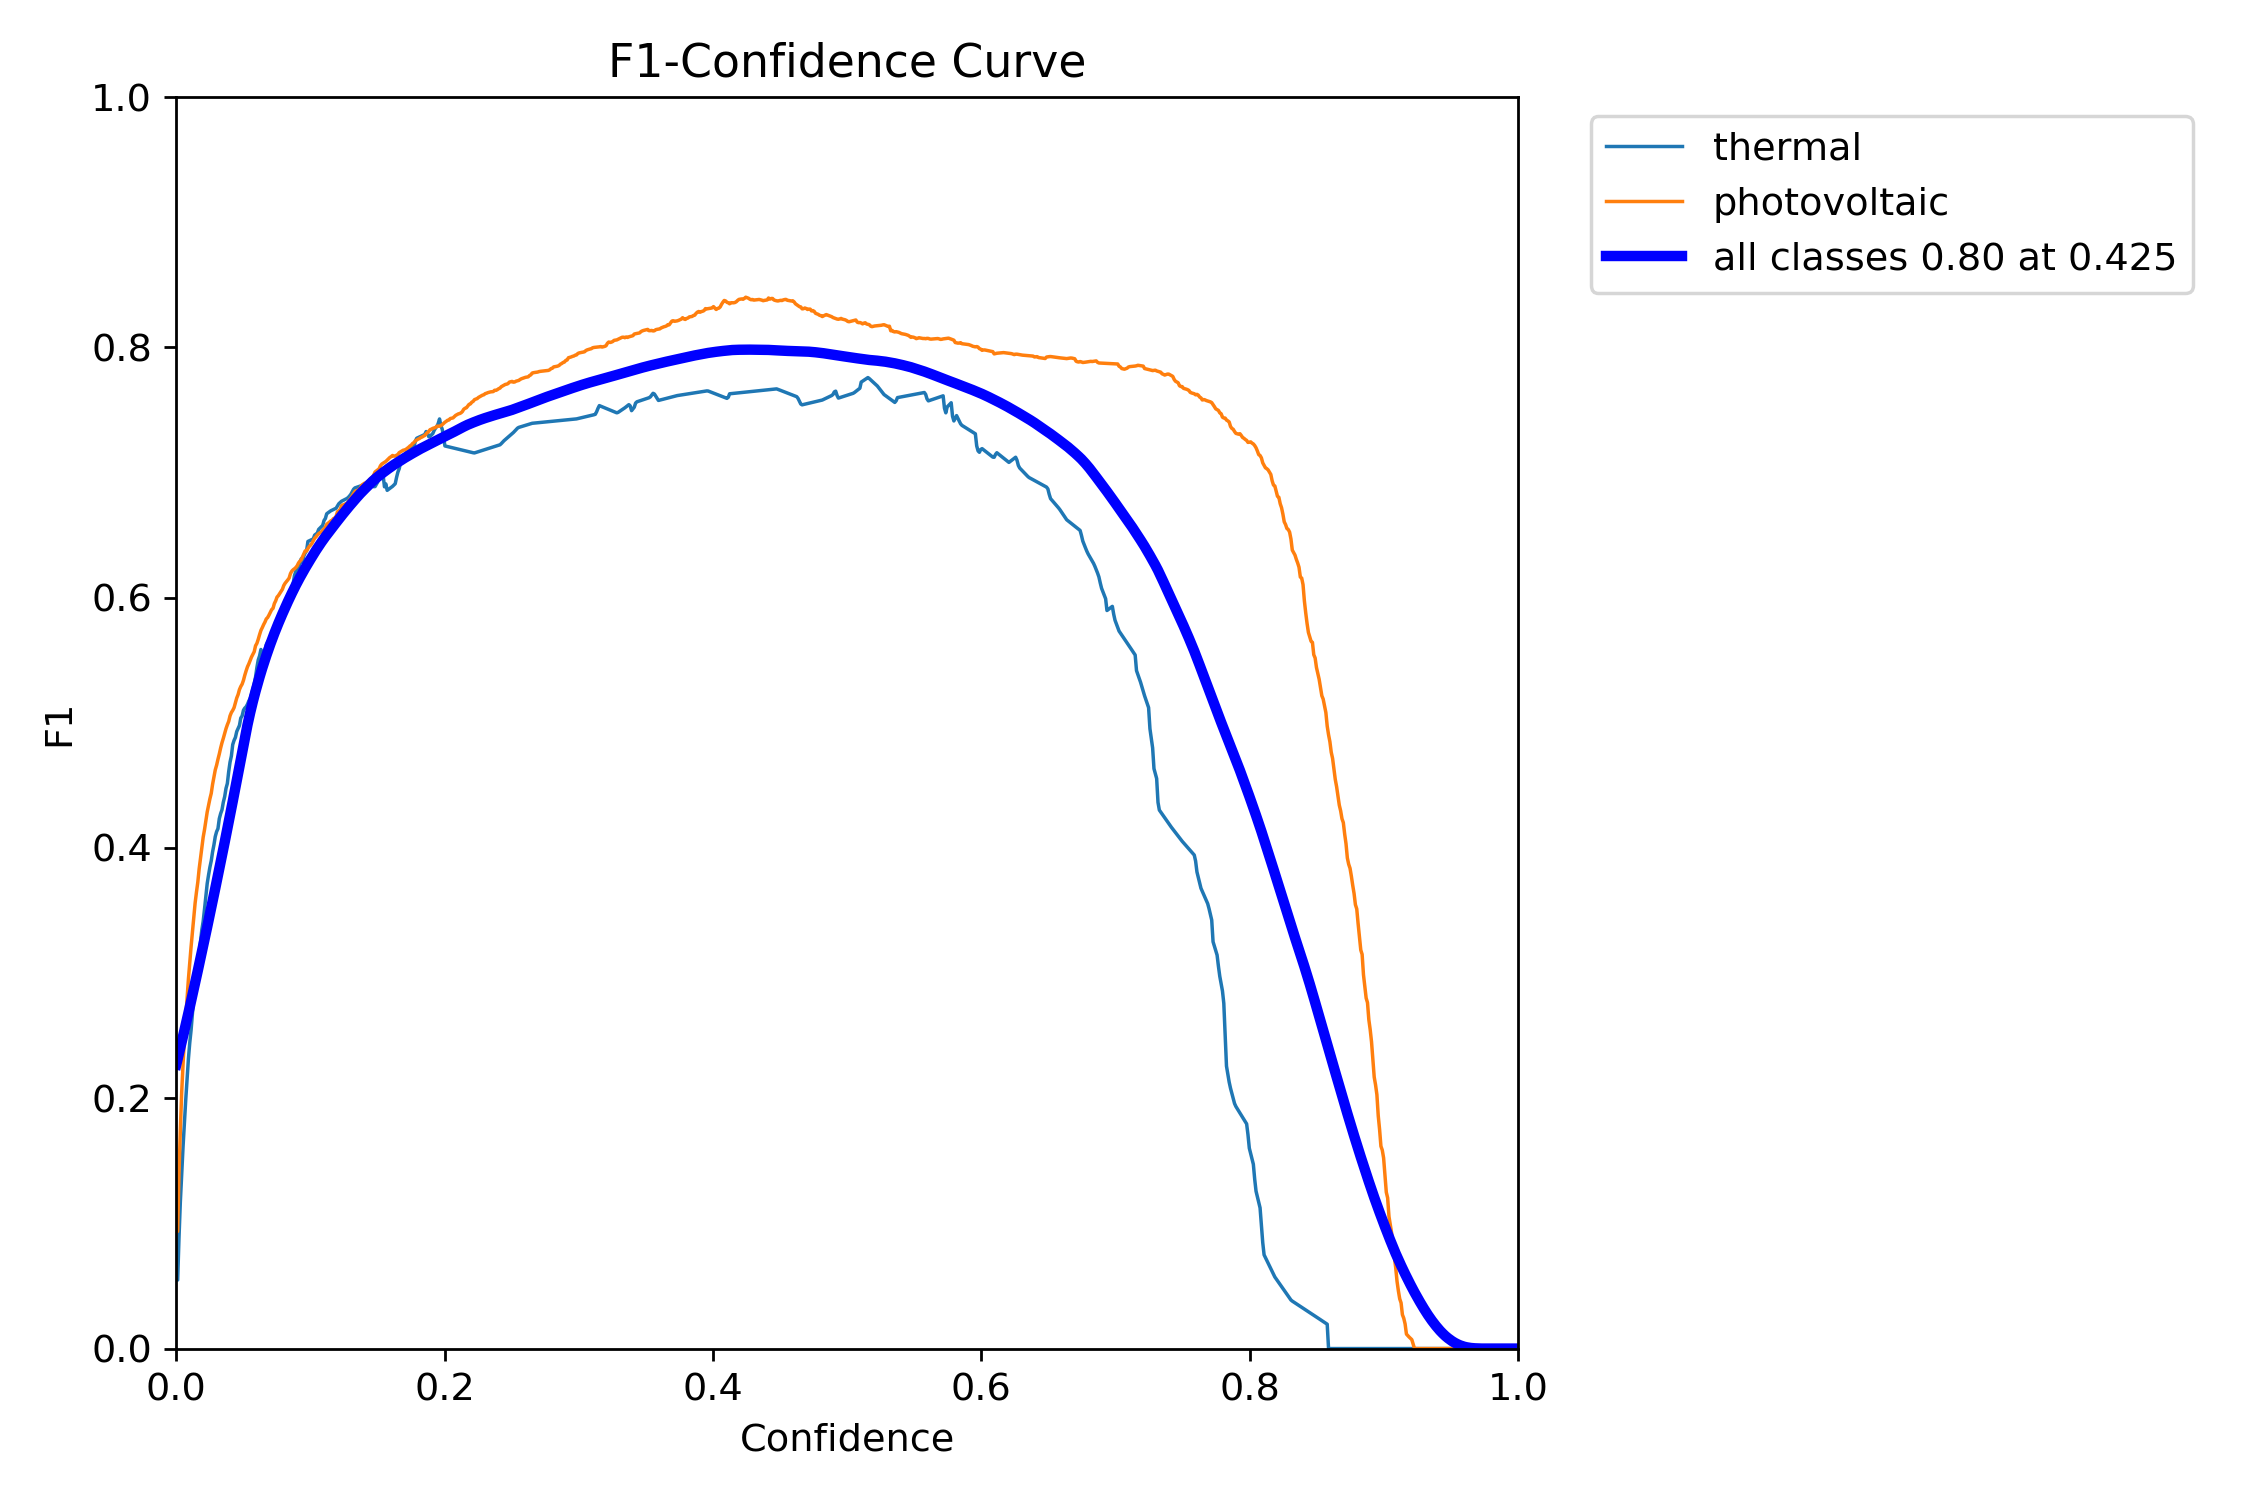 F1-Confidence Curve
thermal
photovoltaic
all classes 0.80 at 0.425
1.0
0.8
0.6
0.4
0.2
0.0
F1
0.0 0.2 0.4 0.6 0.8 1.0
Confidence